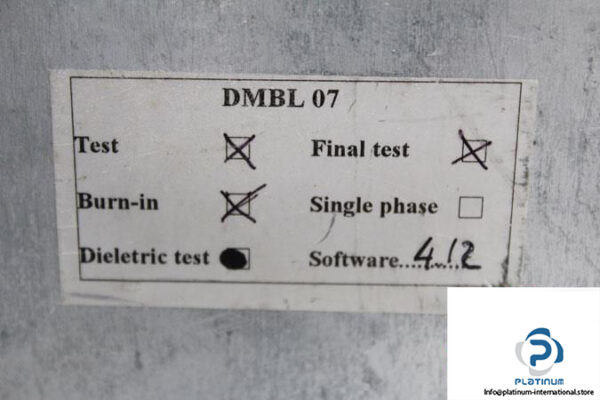 DMBL 07
Test Final test
Burn-in Single phase
Dieletric test Software....4.12
PLATINUM
Info@platinum-international.store